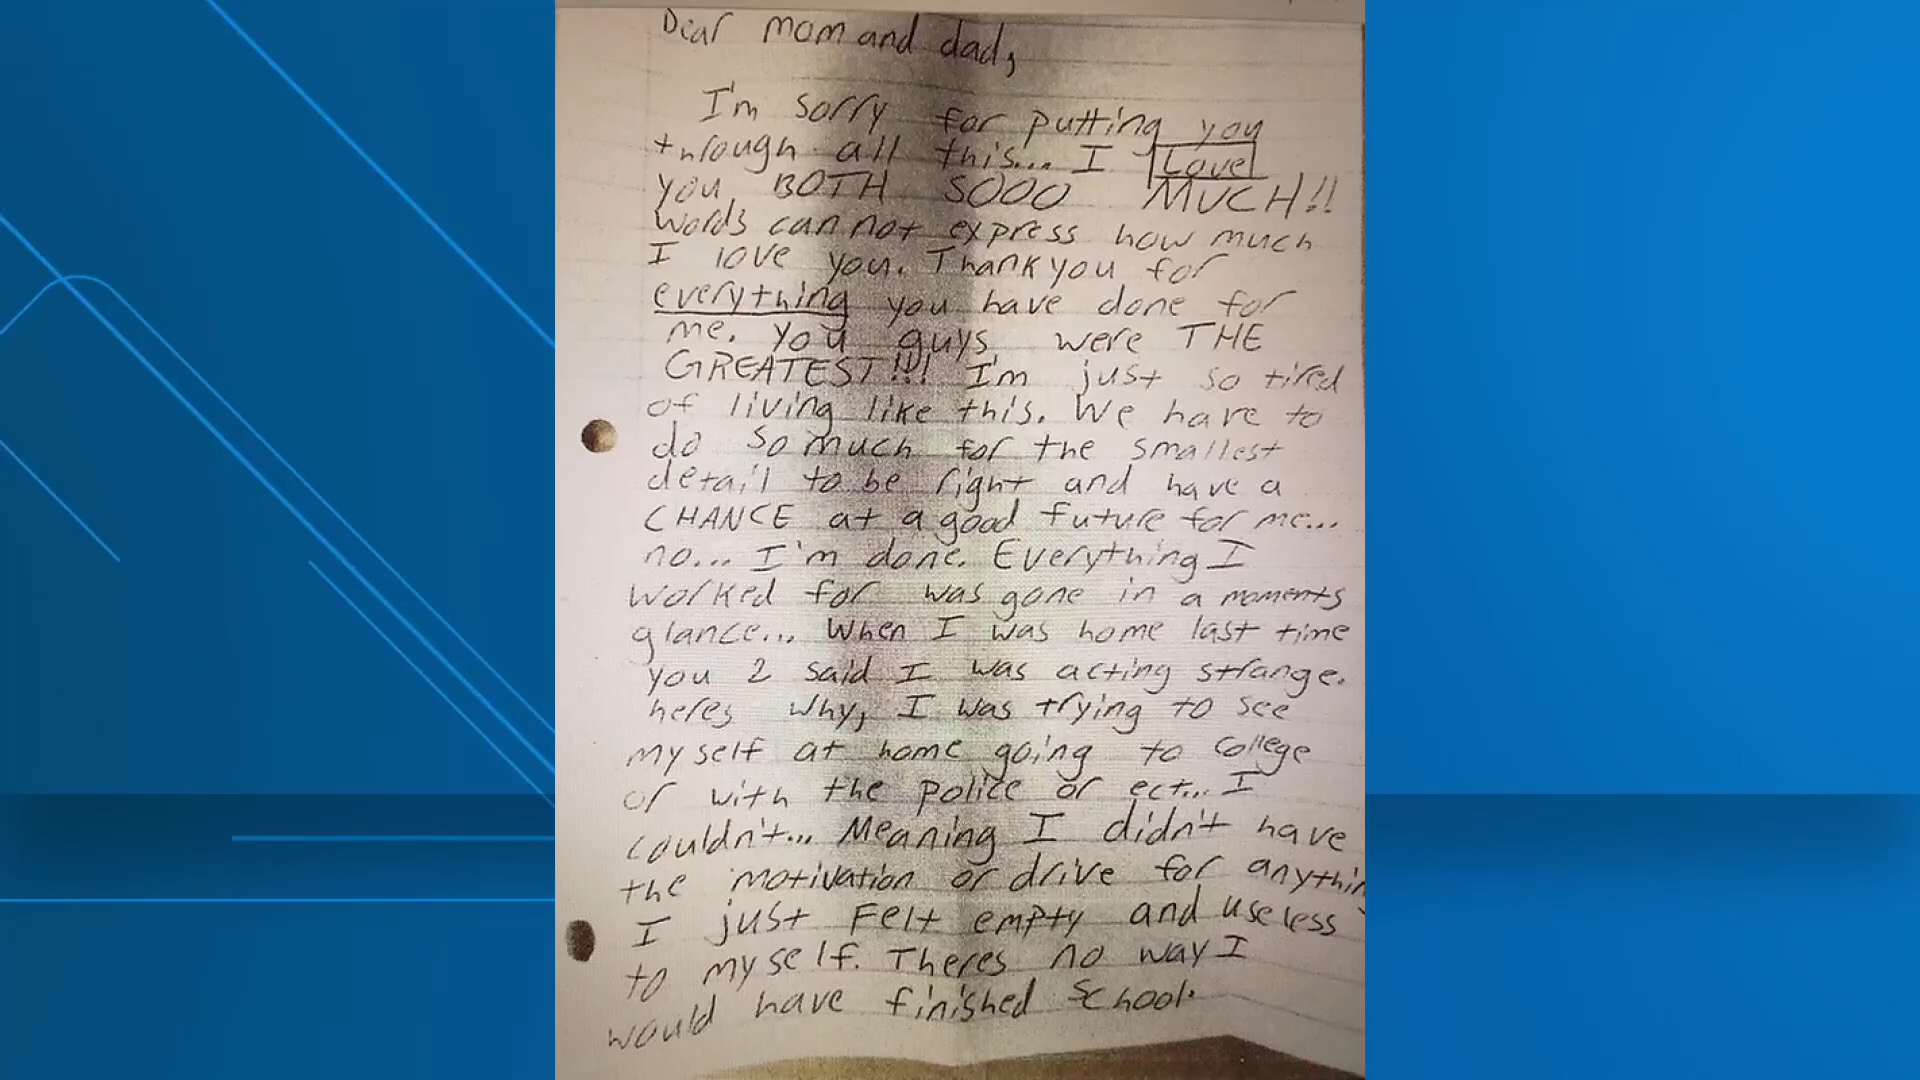 Dear mom and dad,
I'm sorry for putting you
through all this... I Love
you BOTH SOOO MUCH!!
Words cannot express how much
I love you. Thank you for
everything you have done for
me. you guys were THE
GREATEST!!! I'm just so tired
of living like this. We have to
do so much for the smallest
detail to be right and have a
CHANCE at a good future for me...
no... I'm done. Everything I
worked for was gone in a moments
glance... When I was home last time
you 2 said I was acting strange.
heres why, I was trying to see
myself at home going to college
or with the police or ect... I
couldn't... Meaning I didn't have
the motivation or drive for anythin
I just felt empty and useless
to myself. Theres no way I
would have finished school.